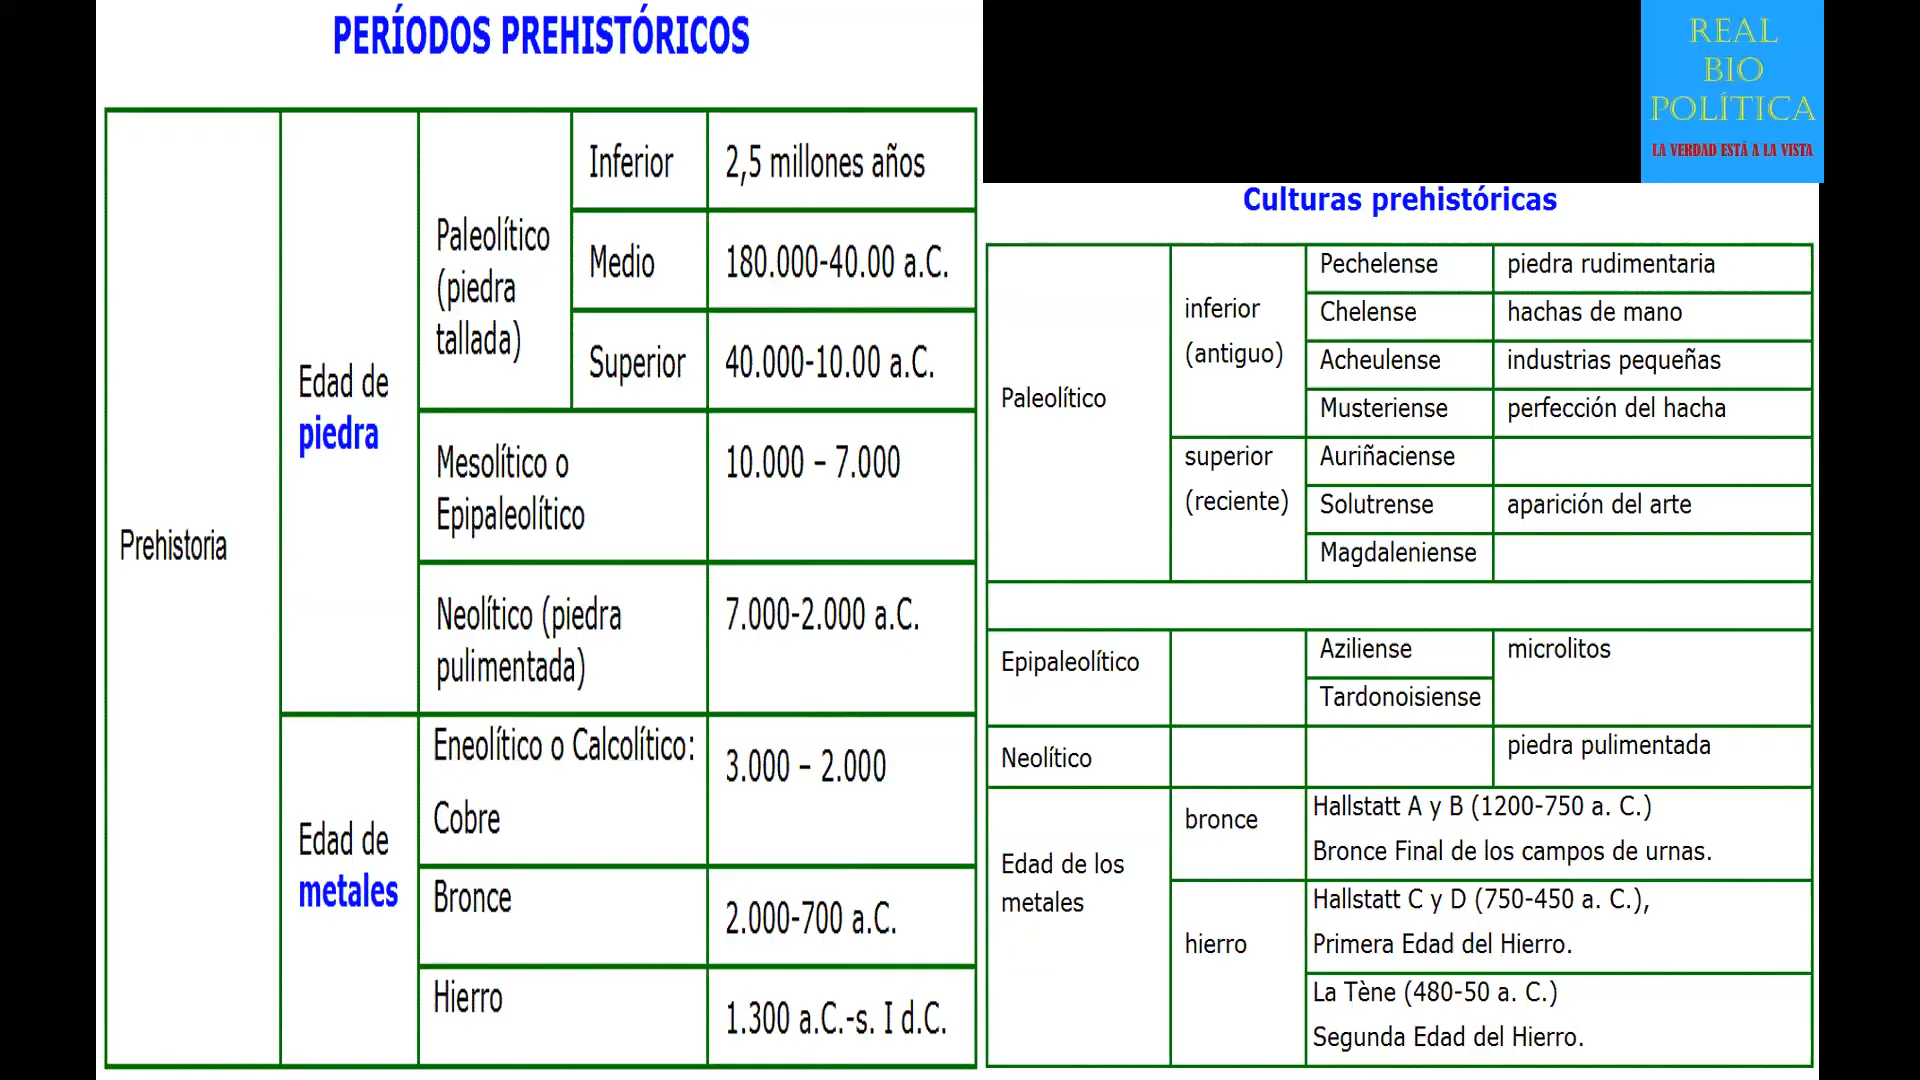 PERÍODOS PREHISTÓRICOS
Prehistoria
Edad de
piedra
Paleolítico
(piedra
tallada)
Inferior
2,5 millones años
Medio
180.000-40.00 a.C.
Superior
40.000-10.00 a.C.
Mesolítico o
Epipaleolítico
10.000 – 7.000
Neolítico (piedra
pulimentada)
7.000-2.000 a.C.
Edad de
metales
Eneolítico o Calcolítico:
Cobre
3.000 – 2.000
Bronce
2.000-700 a.C.
Hierro
1.300 a.C.-s. I d.C.
REAL
BIO
POLÍTICA
LA VERDAD ESTÁ A LA VISTA
Culturas prehistóricas
Paleolítico
inferior
(antiguo)
Pechelense
piedra rudimentaria
Chelense
hachas de mano
Acheulense
industrias pequeñas
Musteriense
perfección del hacha
superior
(reciente)
Auriñaciense
Solutrense
aparición del arte
Magdaleniense
Epipaleolítico
Aziliense
microlitos
Tardonoisiense
Neolítico
piedra pulimentada
Edad de los
metales
bronce
Hallstatt A y B (1200-750 a. C.)
Bronce Final de los campos de urnas.
hierro
Hallstatt C y D (750-450 a. C.),
Primera Edad del Hierro.
La Tène (480-50 a. C.)
Segunda Edad del Hierro.